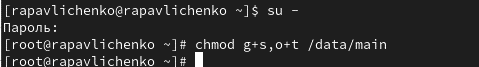 [rapavlichenko@rapavlichenko ~]$ su -
Пароль:
[root@rapavlichenko ~]# chmod g+s,o+t /data/main
[root@rapavlichenko ~]#